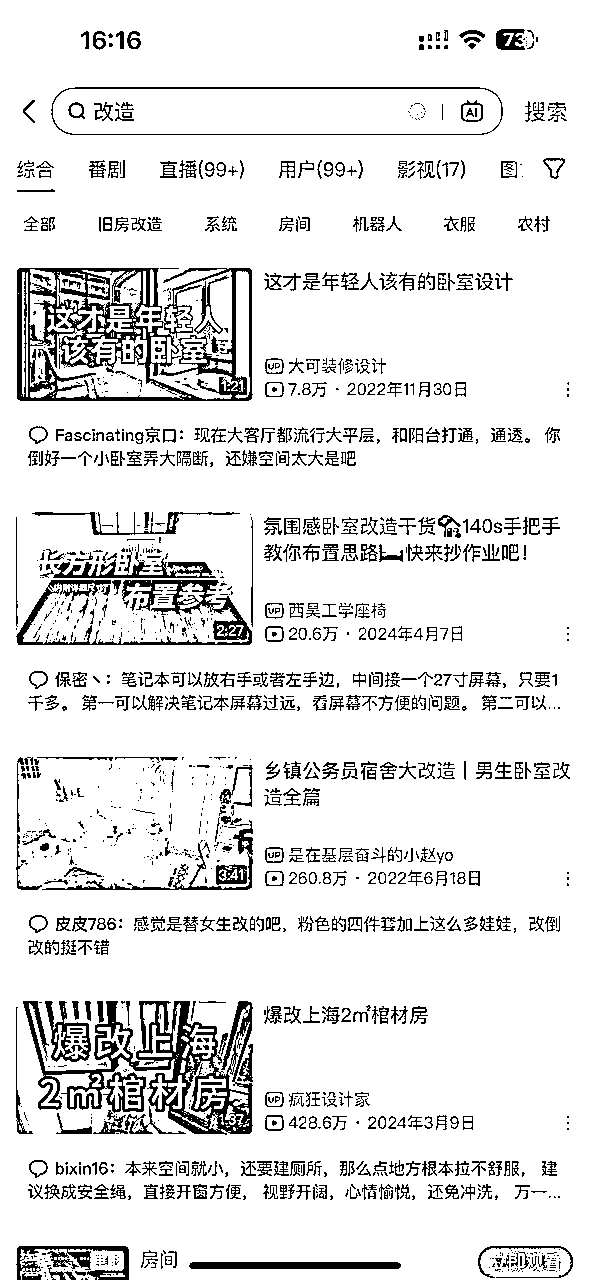 16:16
73
改造
AI
搜索
综合 番剧 直播(99+) 用户(99+) 影视(17) 图
全部 旧房改造 系统 房间 机器人 衣服 农村
这才是年轻人
该有的卧室
1:21
这才是年轻人该有的卧室设计
UP 大可装修设计
7.8万 · 2022年11月30日
Fascinating京口：现在大客厅都流行大平层，和阳台打通，通透。 你
倒好一个小卧室弄大隔断，还嫌空间太大是吧
长方形卧室
布置参考
2:27
氛围感卧室改造干货🏠140s手把手
教你布置思路🛏快来抄作业吧！
UP 西昊工学座椅
20.6万 · 2024年4月7日
保密丶：笔记本可以放右手或者左手边，中间接一个27寸屏幕，只要1
千多。 第一可以解决笔记本屏幕过远，看屏幕不方便的问题。 第二可以...
3:41
乡镇公务员宿舍大改造丨男生卧室改
造全篇
UP 是在基层奋斗的小赵yo
260.8万 · 2022年6月18日
皮皮786：感觉是替女生改的吧，粉色的四件套加上这么多娃娃，改倒
改的挺不错
爆改上海
2㎡棺材房
爆改上海2㎡棺材房
UP 疯狂设计家
428.6万 · 2024年3月9日
bixin16：本来空间就小，还要建厕所，那么点地方根本拉不舒服， 建
议换成安全绳，直接开窗方便， 视野开阔，心情愉悦，还免冲洗， 万一...
电影
房间
立即观看